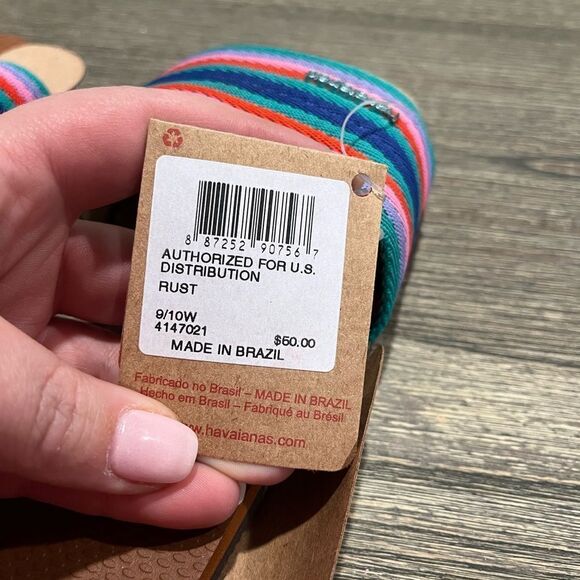 8 87252 90756 7
AUTHORIZED FOR U.S.
DISTRIBUTION
RUST
9/10W
4147021
$50.00
MADE IN BRAZIL
Fabricado no Brasil – MADE IN BRAZIL
Hecho em Brasil – Fabriqué au Brésil
www.havaianas.com